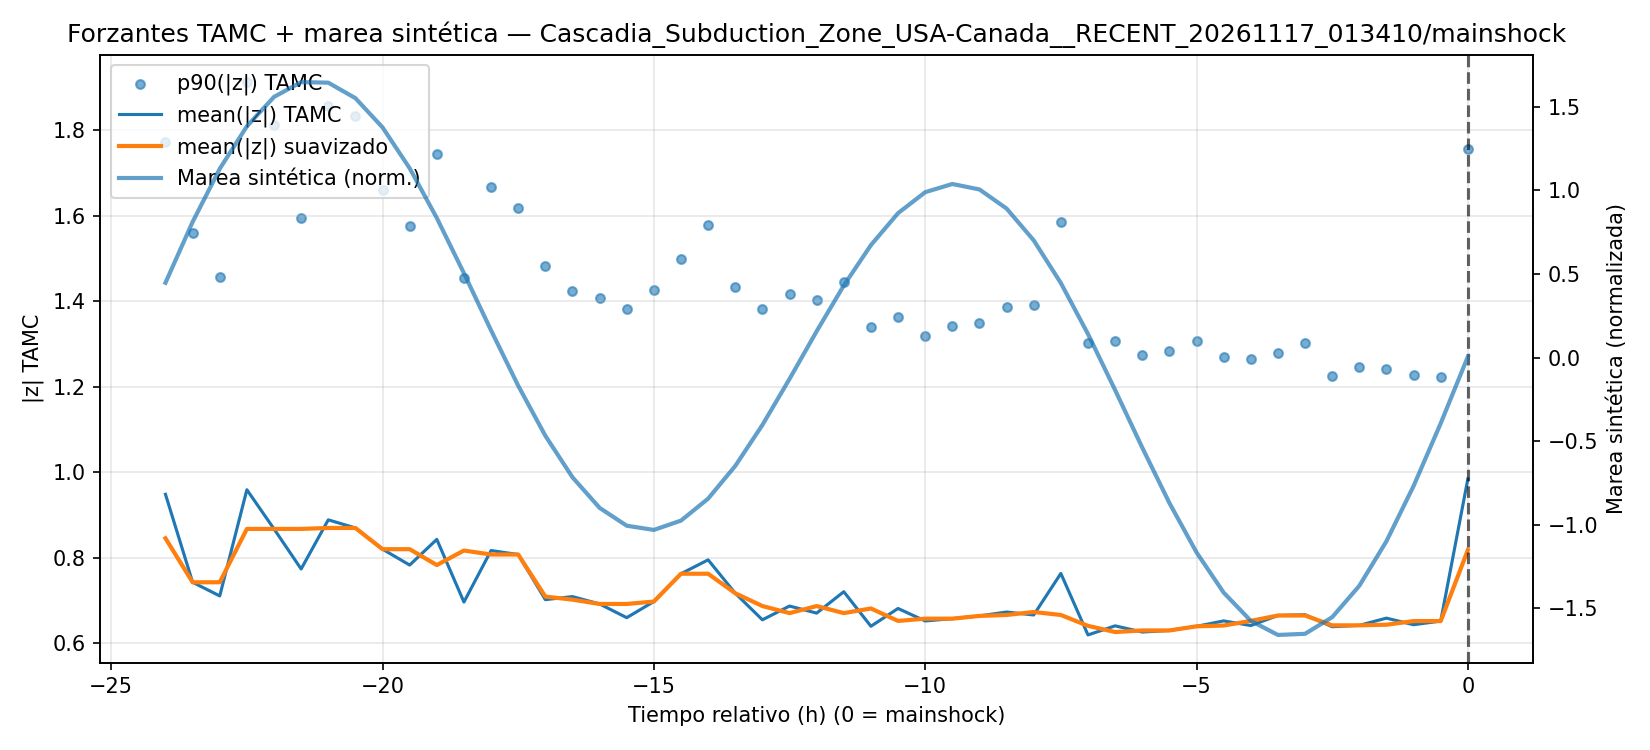 Forzantes TAMC + marea sintética — Cascadia_Subduction_Zone_USA-Canada__RECENT_20261117_013410/mainshock
p90(|z|) TAMC
mean(|z|) TAMC
mean(|z|) suavizado
Marea sintética (norm.)
|z| TAMC
1.8
1.6
1.4
1.2
1.0
0.8
0.6
1.5
1.0
0.5
0.0
−0.5
−1.0
−1.5
Marea sintética (normalizada)
−25
−20
−15
−10
−5
0
Tiempo relativo (h) (0 = mainshock)